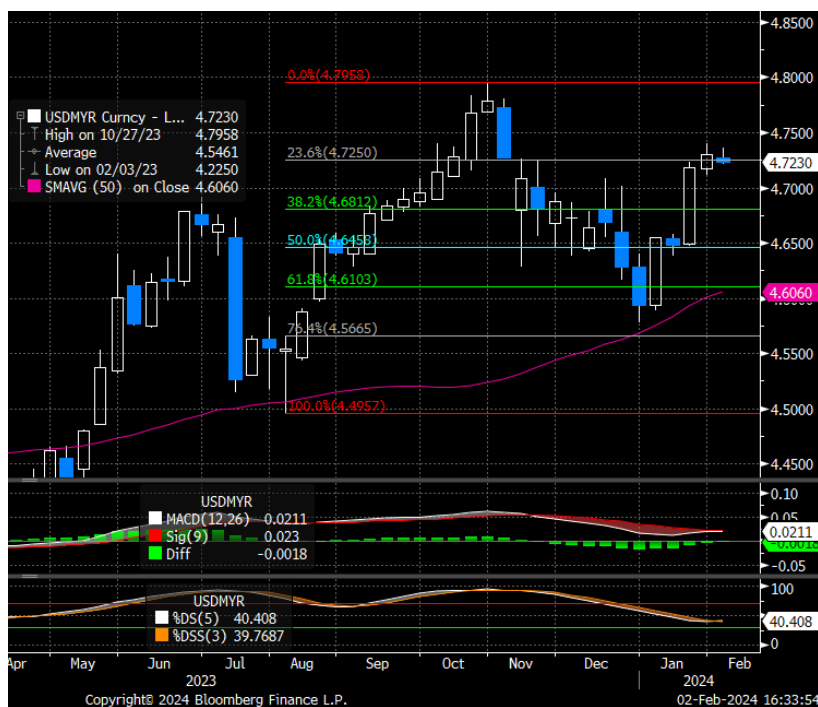 4.8500
0.0%(4.7958)
4.8000
USDMYR Curncy - L... 4.7230
High on 10/27/23 4.7958
Average 4.5461
Low on 02/03/23 4.2250
SMAVG (50) on Close 4.6060
4.7500
23.6%(4.7250)
4.7230
4.7000
38.2%(4.6812)
4.6500
50.0%(4.6458)
61.8%(4.6103)
4.6060
76.4%(4.5665)
4.5500
100.0%(4.4957)
4.5000
4.4500
USDMYR
MACD(12,26) 0.0211
Sig(9) 0.023
Diff -0.0018
0.10
0.05
0.0211
-0.0018
-0.05
USDMYR
%DS(5) 40.408
%DSS(3) 39.7687
100
40.408
0
Apr May Jun Jul Aug Sep Oct Nov Dec Jan Feb
2023 2024
Copyright© 2024 Bloomberg Finance L.P. 02-Feb-2024 16:33:54